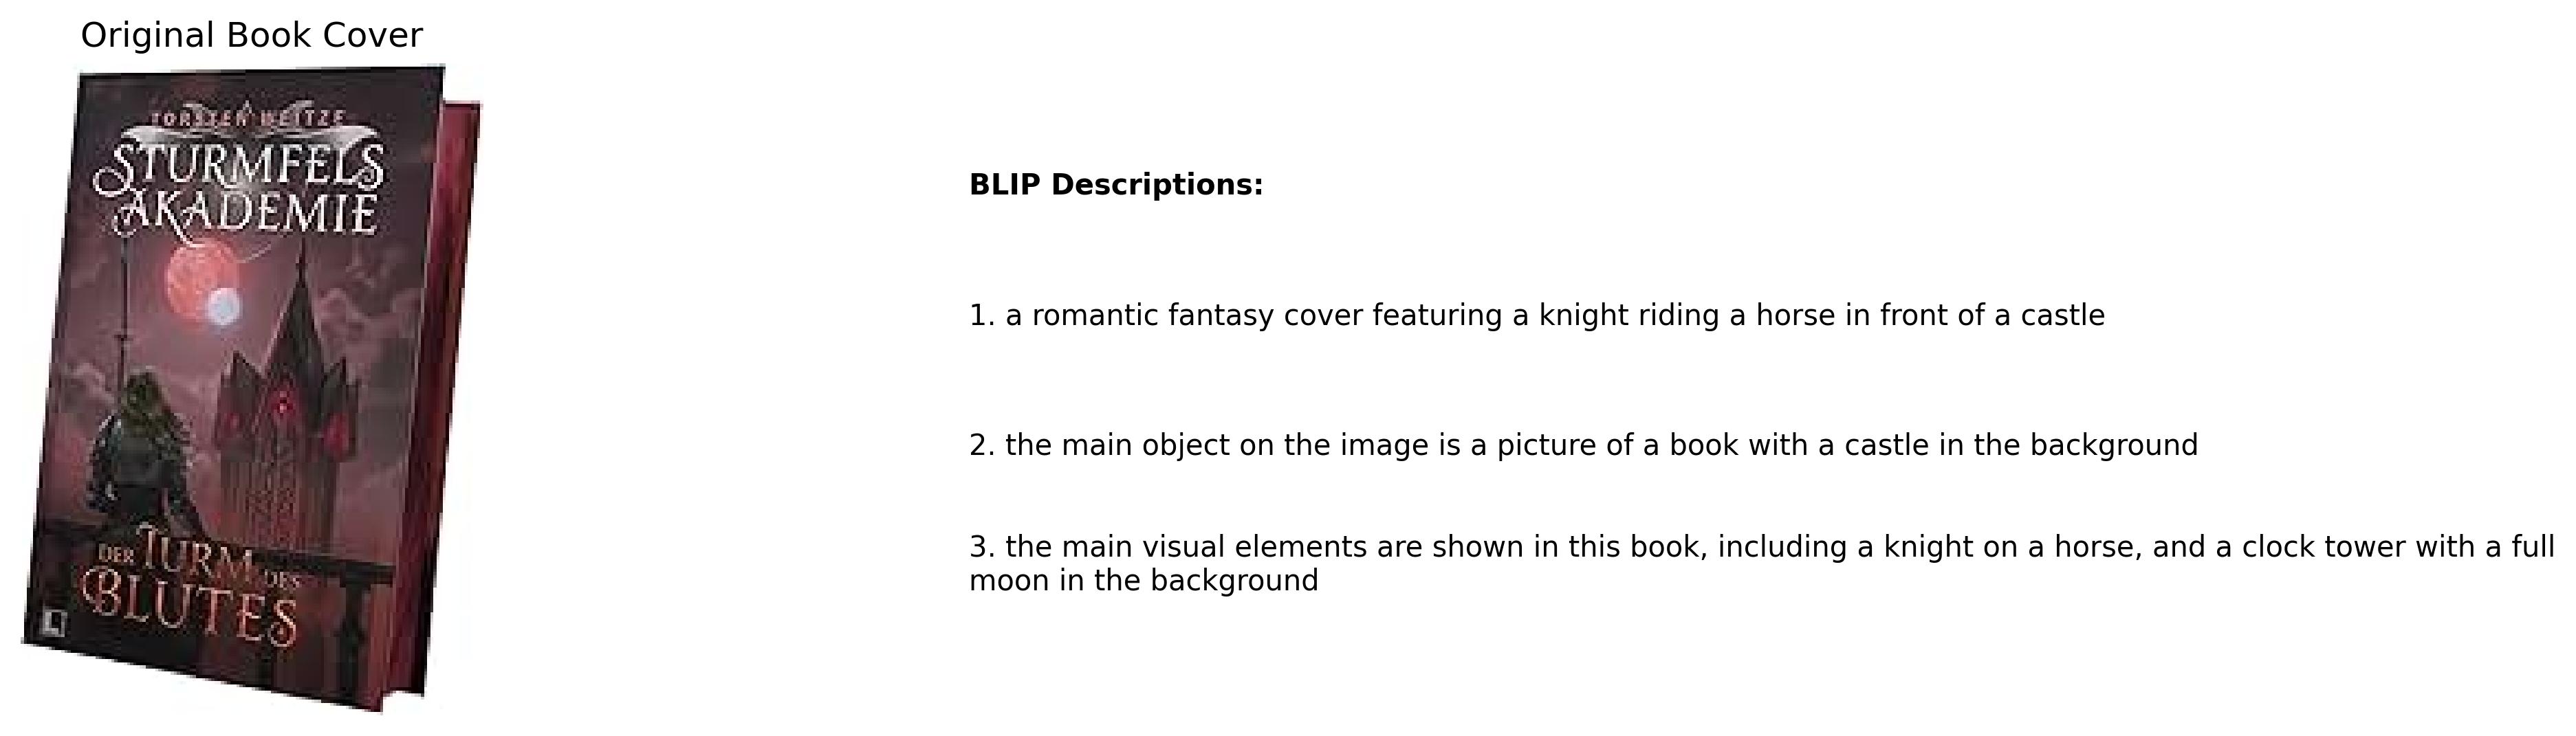 Original Book Cover
TORSTEN WEITZE
STURMFELS
AKADEMIE
DER TURM DES
BLUTES
BLIP Descriptions:
1. a romantic fantasy cover featuring a knight riding a horse in front of a castle
2. the main object on the image is a picture of a book with a castle in the background
3. the main visual elements are shown in this book, including a knight on a horse, and a clock tower with a full
moon in the background